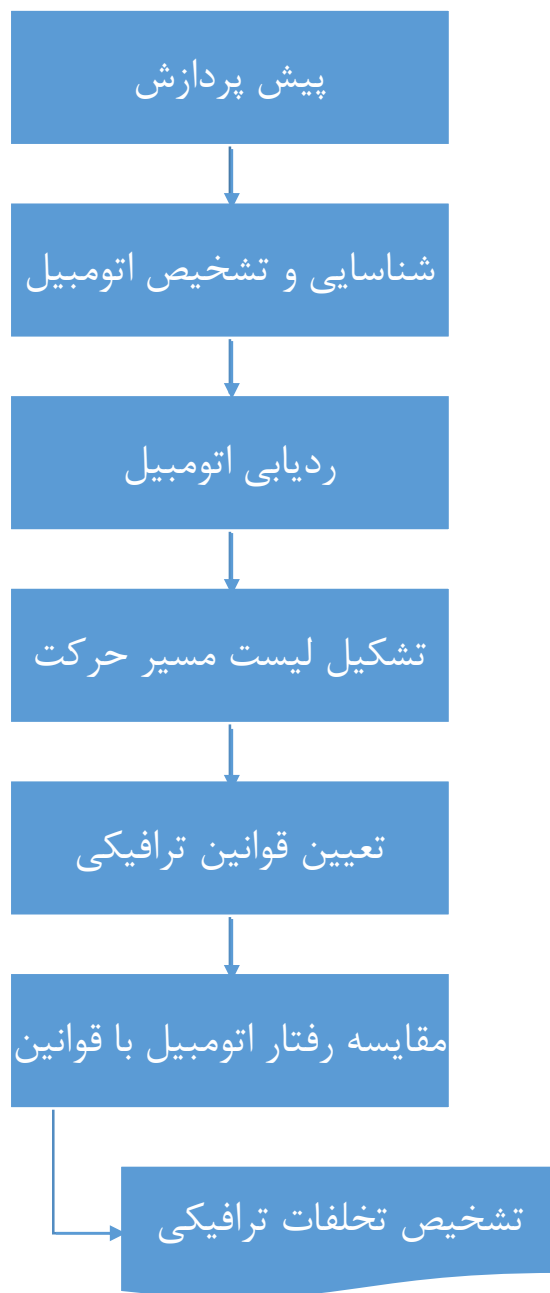 پیش پردازش
شناسایی و تشخیص اتومبیل
ردیابی اتومبیل
تشکیل لیست مسیر حرکت
تعیین قوانین ترافیکی
مقایسه رفتار اتومبیل با قوانین
تشخیص تخلفات ترافیکی